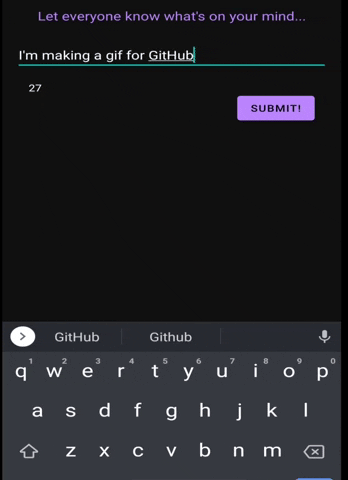 Let everyone know what's on your mind...
I'm making a gif for GitHub
27
SUBMIT!
GitHub Github
1 2 3 4 5 6 7 8 9 0
q w e r t y u i o p
a s d f g h j k l
z x c v b n m